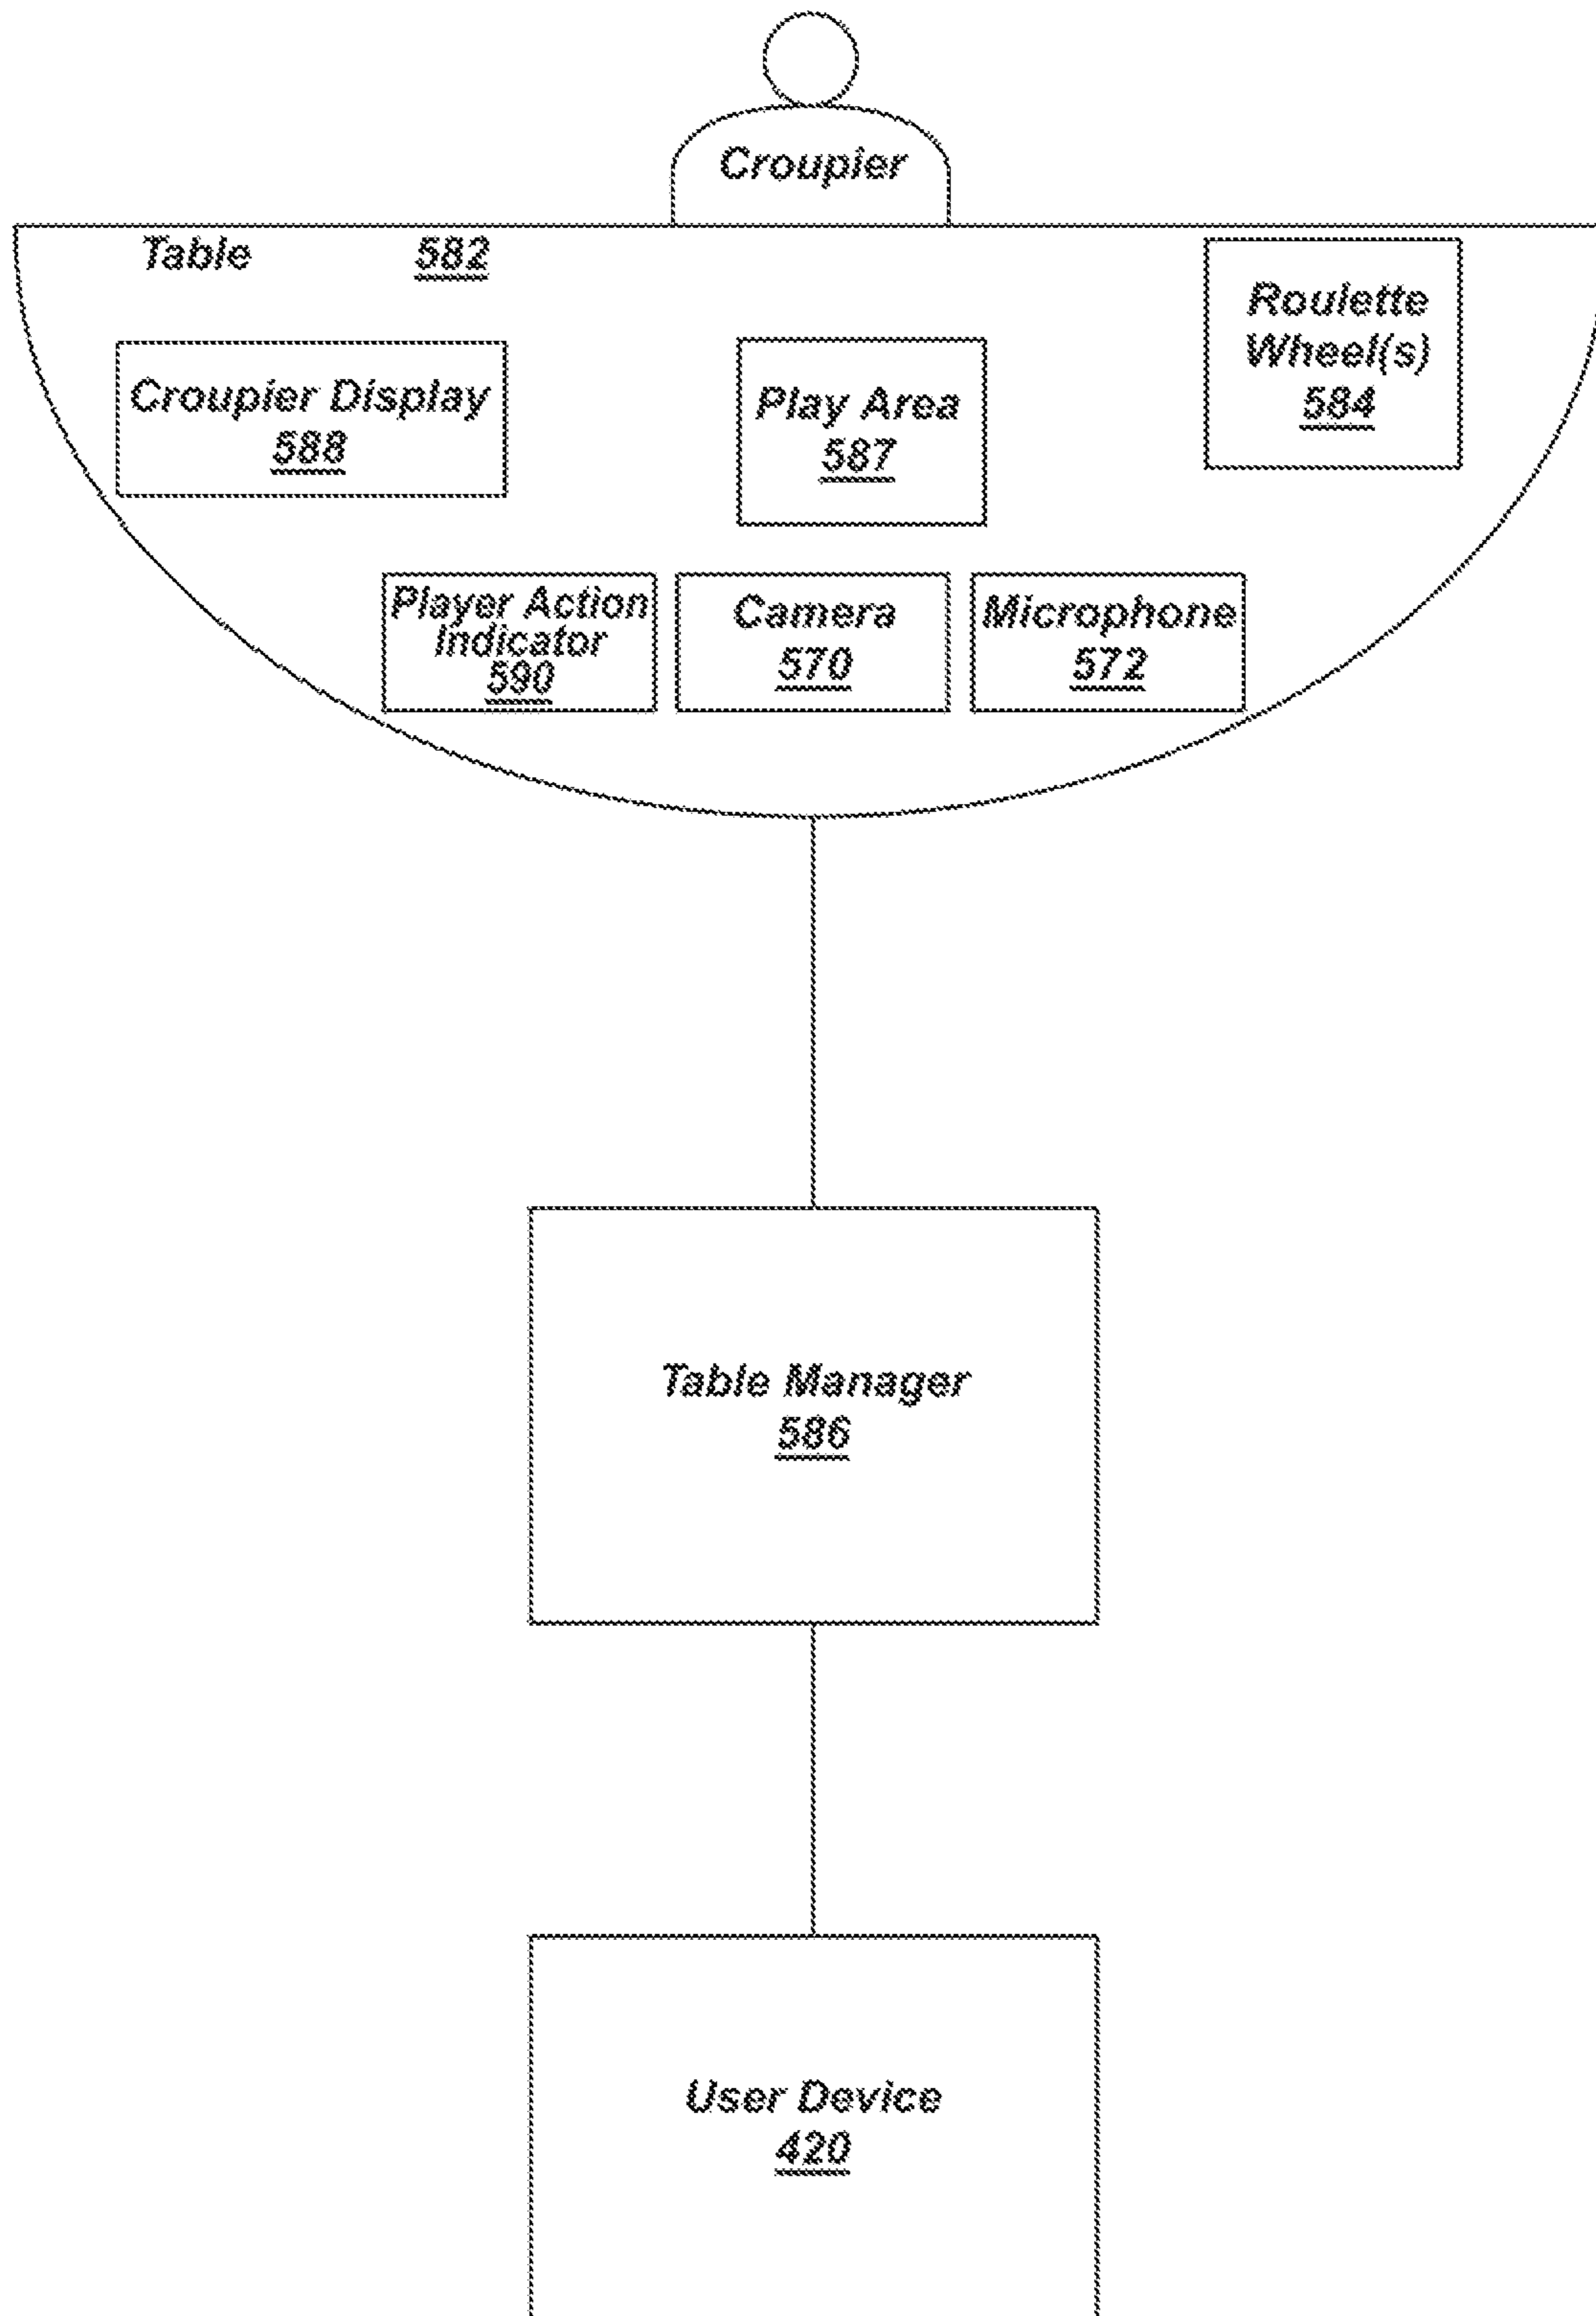 Croupier
Table 582
Roulette
Wheel(s)
584
Croupier Display
588
Play Area
587
Player Action
Indicator
590
Camera
570
Microphone
572
Table Manager
586
User Device
420